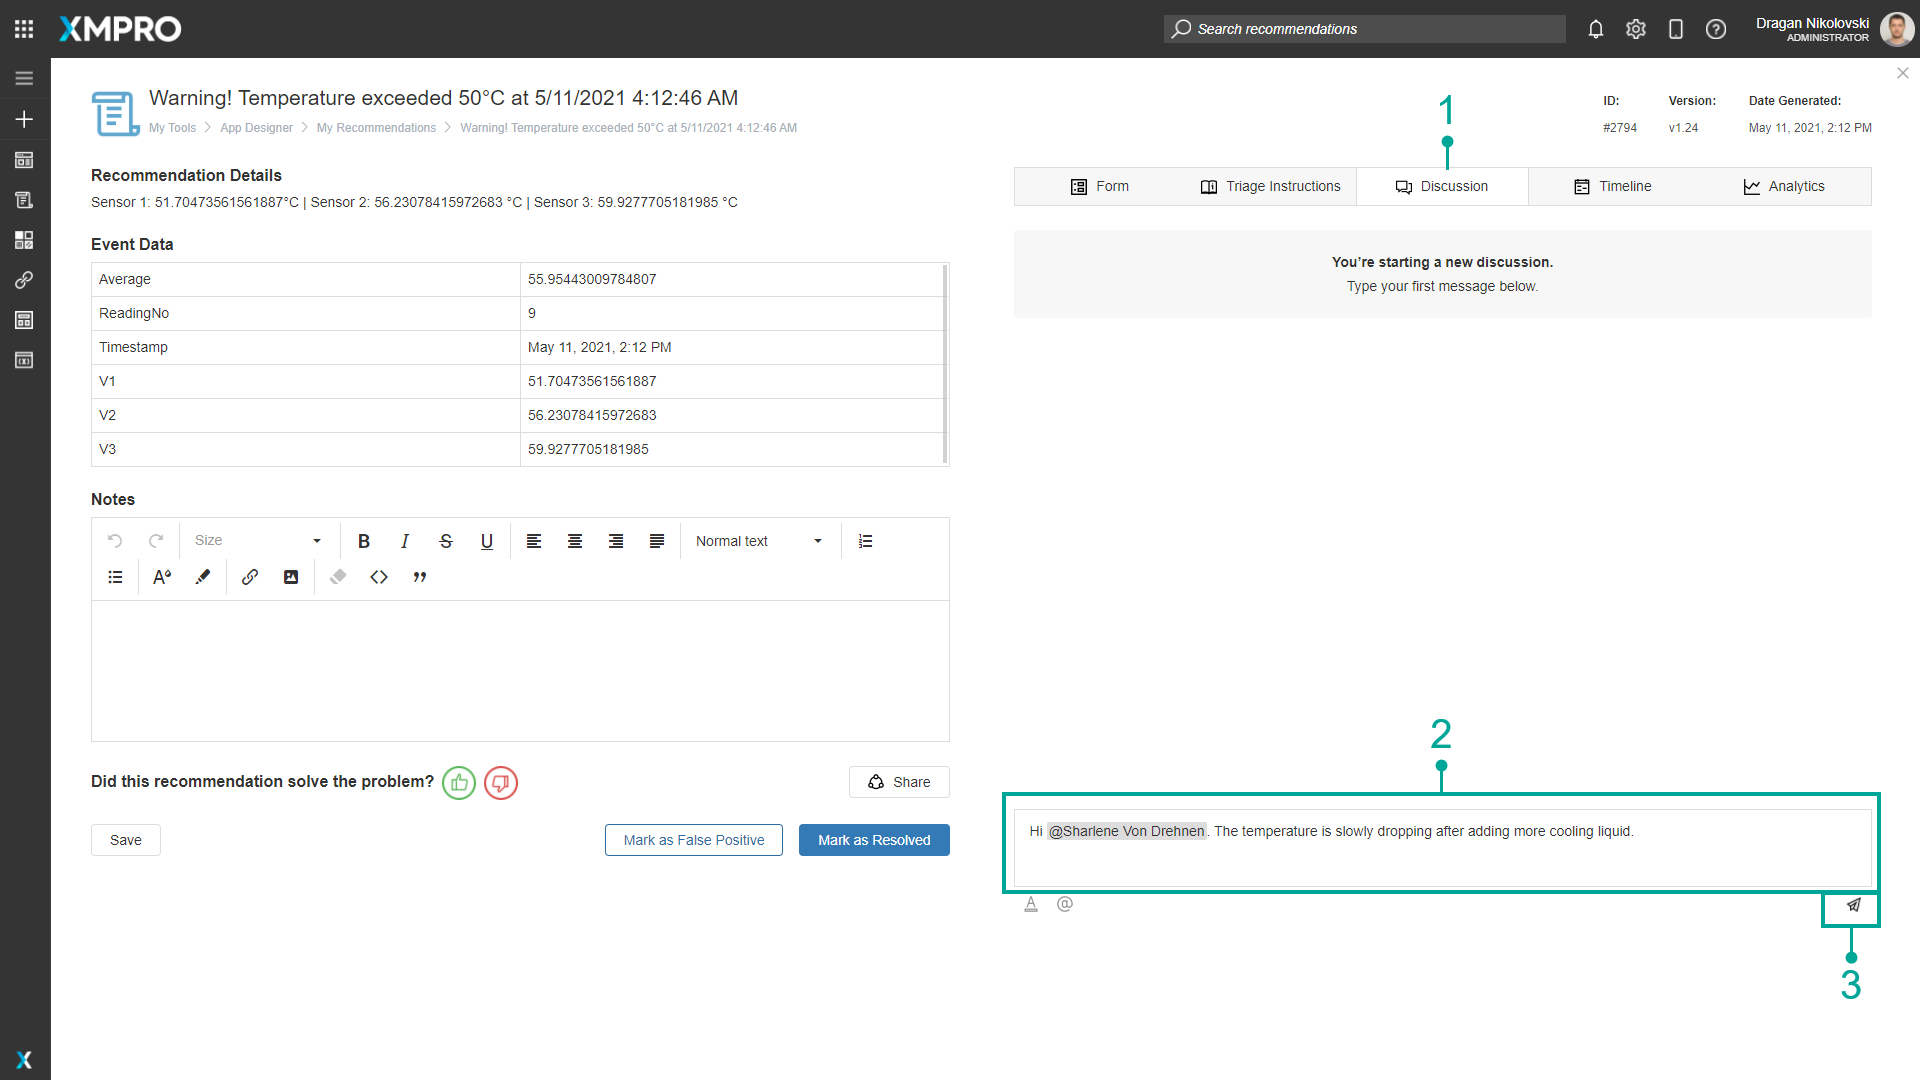 XMPRO
Search recommendations
Dragan Nikolovski
ADMINISTRATOR
Warning! Temperature exceeded 50°C at 5/11/2021 4:12:46 AM
My Tools > App Designer > My Recommendations > Warning! Temperature exceeded 50°C at 5/11/2021 4:12:46 AM
ID: Version: Date Generated:
#2794 v1.24 May 11, 2021, 2:12 PM
1
Recommendation Details
Sensor 1: 51.70473561561887°C | Sensor 2: 56.23078415972683 °C | Sensor 3: 59.9277705181985 °C
Event Data
Average 55.95443009784807
ReadingNo 9
Timestamp May 11, 2021, 2:12 PM
V1 51.70473561561887
V2 56.23078415972683
V3 59.9277705181985
Notes
Size B I S U Normal text
A <> ”
Did this recommendation solve the problem? Share
Save Mark as False Positive Mark as Resolved
Form Triage Instructions Discussion Timeline Analytics
You’re starting a new discussion.
Type your first message below.
2
Hi @Sharlene Von Drehnen. The temperature is slowly dropping after adding more cooling liquid.
A @
3
X